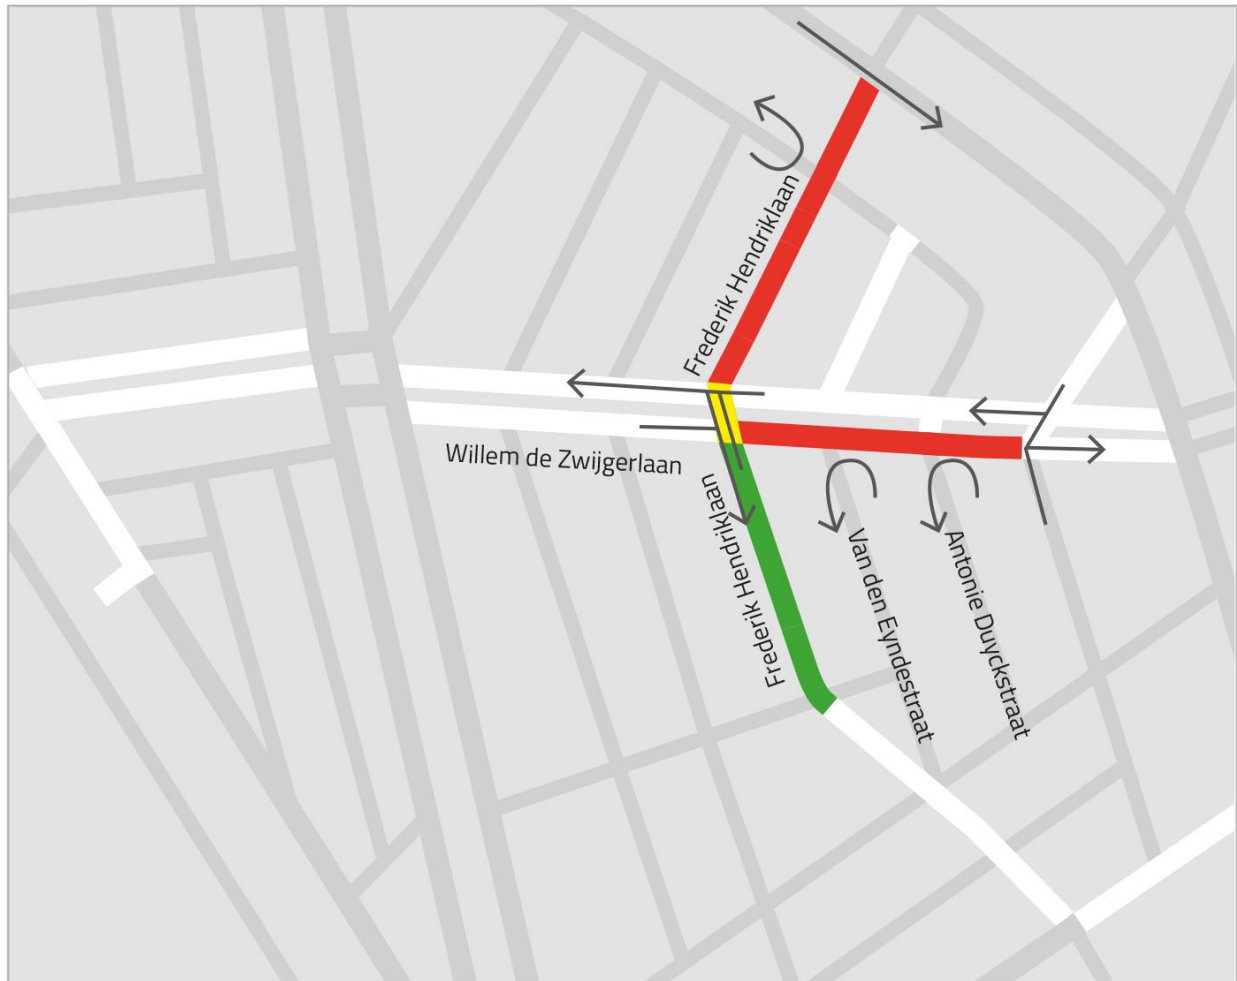 Frederik Hendriklaan
Willem de Zwijgerlaan
Frederik Hendriklaan
Van den Eyndestraat
Antonie Duyckstraat